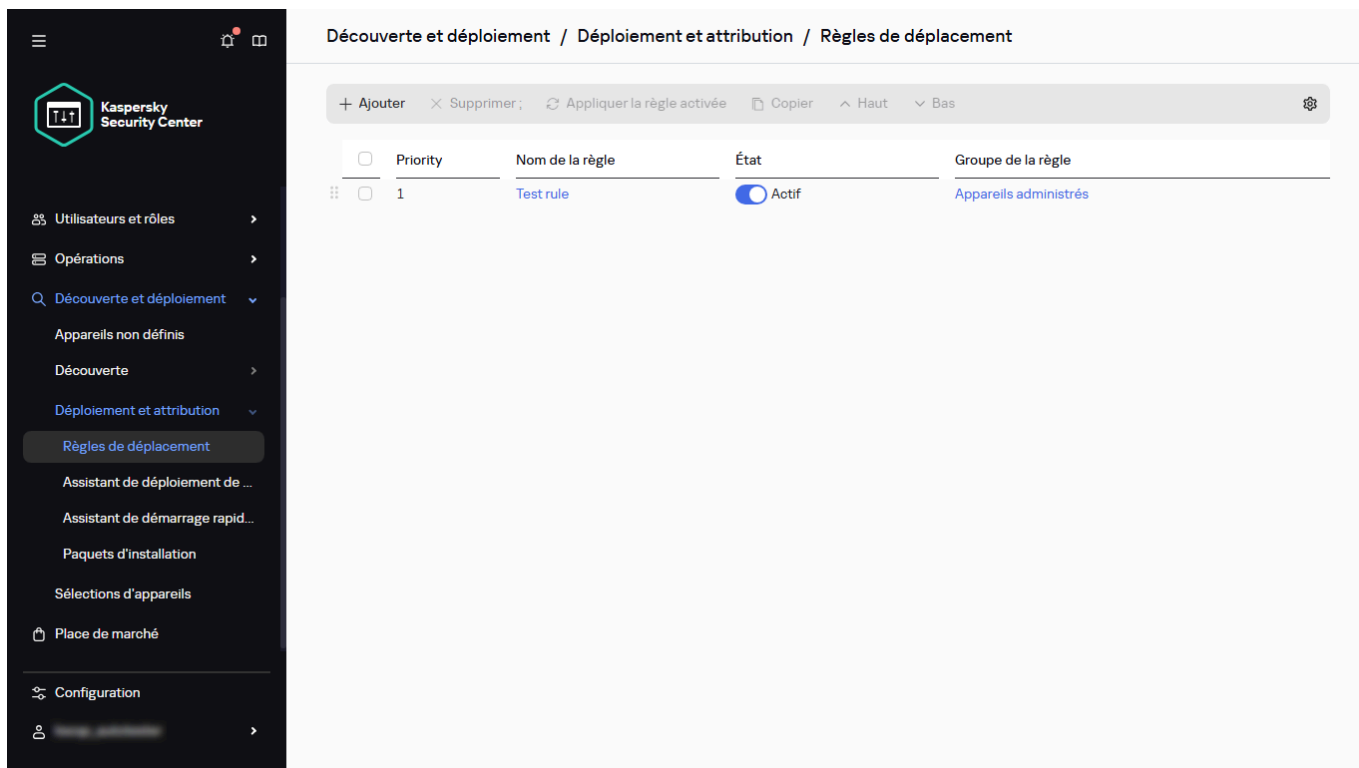 Kaspersky
Security Center
Utilisateurs et rôles
Opérations
Découverte et déploiement
Appareils non définis
Découverte
Déploiement et attribution
Règles de déplacement
Assistant de déploiement de ...
Assistant de démarrage rapid...
Paquets d'installation
Sélections d'appareils
Place de marché
Configuration
Découverte et déploiement / Déploiement et attribution / Règles de déplacement
Ajouter Supprimer ; Appliquer la règle activée Copier Haut Bas
Priority Nom de la règle État Groupe de la règle
1 Test rule Actif Appareils administrés